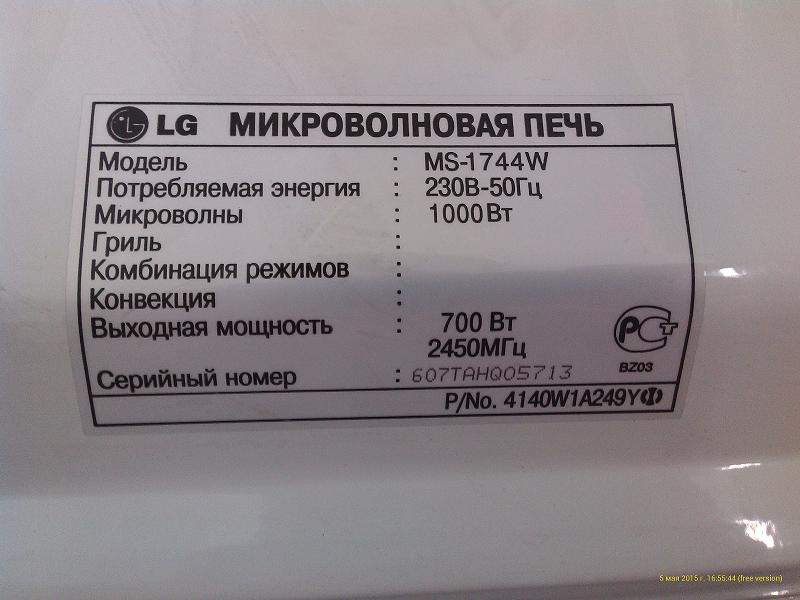 LG МИКРОВОЛНОВАЯ ПЕЧЬ
Модель : MS-1744W
Потребляемая энергия : 230В-50Гц
Микроволны : 1000Вт
Гриль :
Комбинация режимов :
Конвекция :
Выходная мощность : 700 Вт
2450МГц
РСТ
BZ03
Серийный номер : 607TAHQ05713
P/No. 4140W1A249Y
5 мая 2015 г. 16:55:44 (free version)